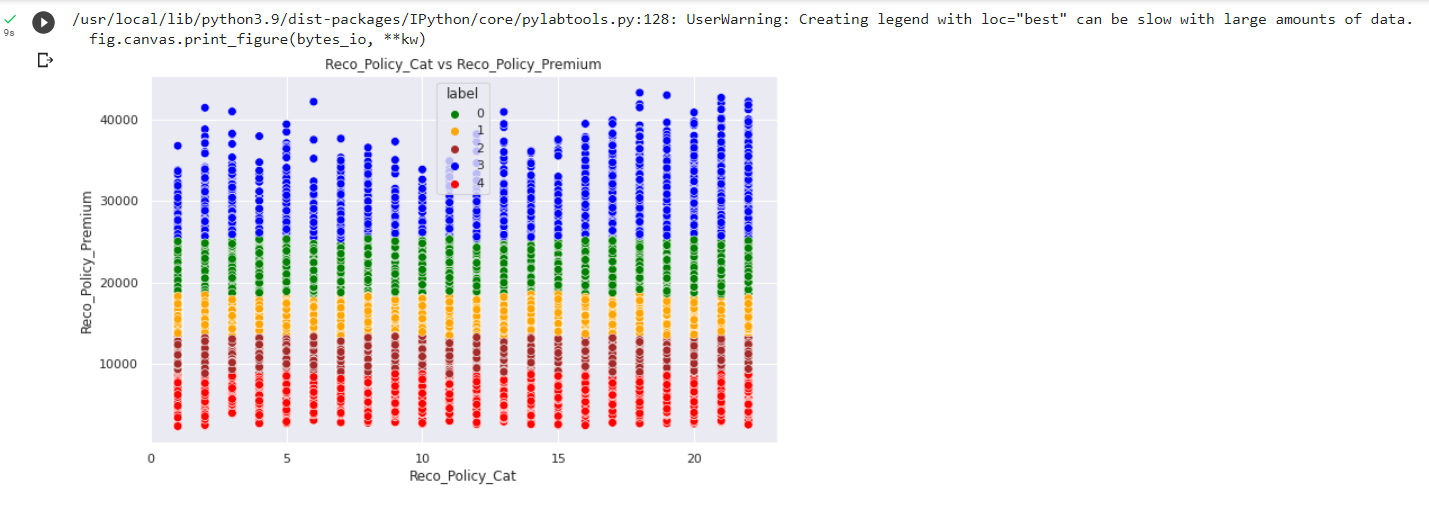 /usr/local/lib/python3.9/dist-packages/IPython/core/pylabtools.py:128: UserWarning: Creating legend with loc="best" can be slow with large amounts of data.
9s
fig.canvas.print_figure(bytes_io, **kw)
Reco_Policy_Cat vs Reco_Policy_Premium
label
0
1
2
3
4
40000
30000
20000
10000
Reco_Policy_Premium
0 5 10 15 20
Reco_Policy_Cat